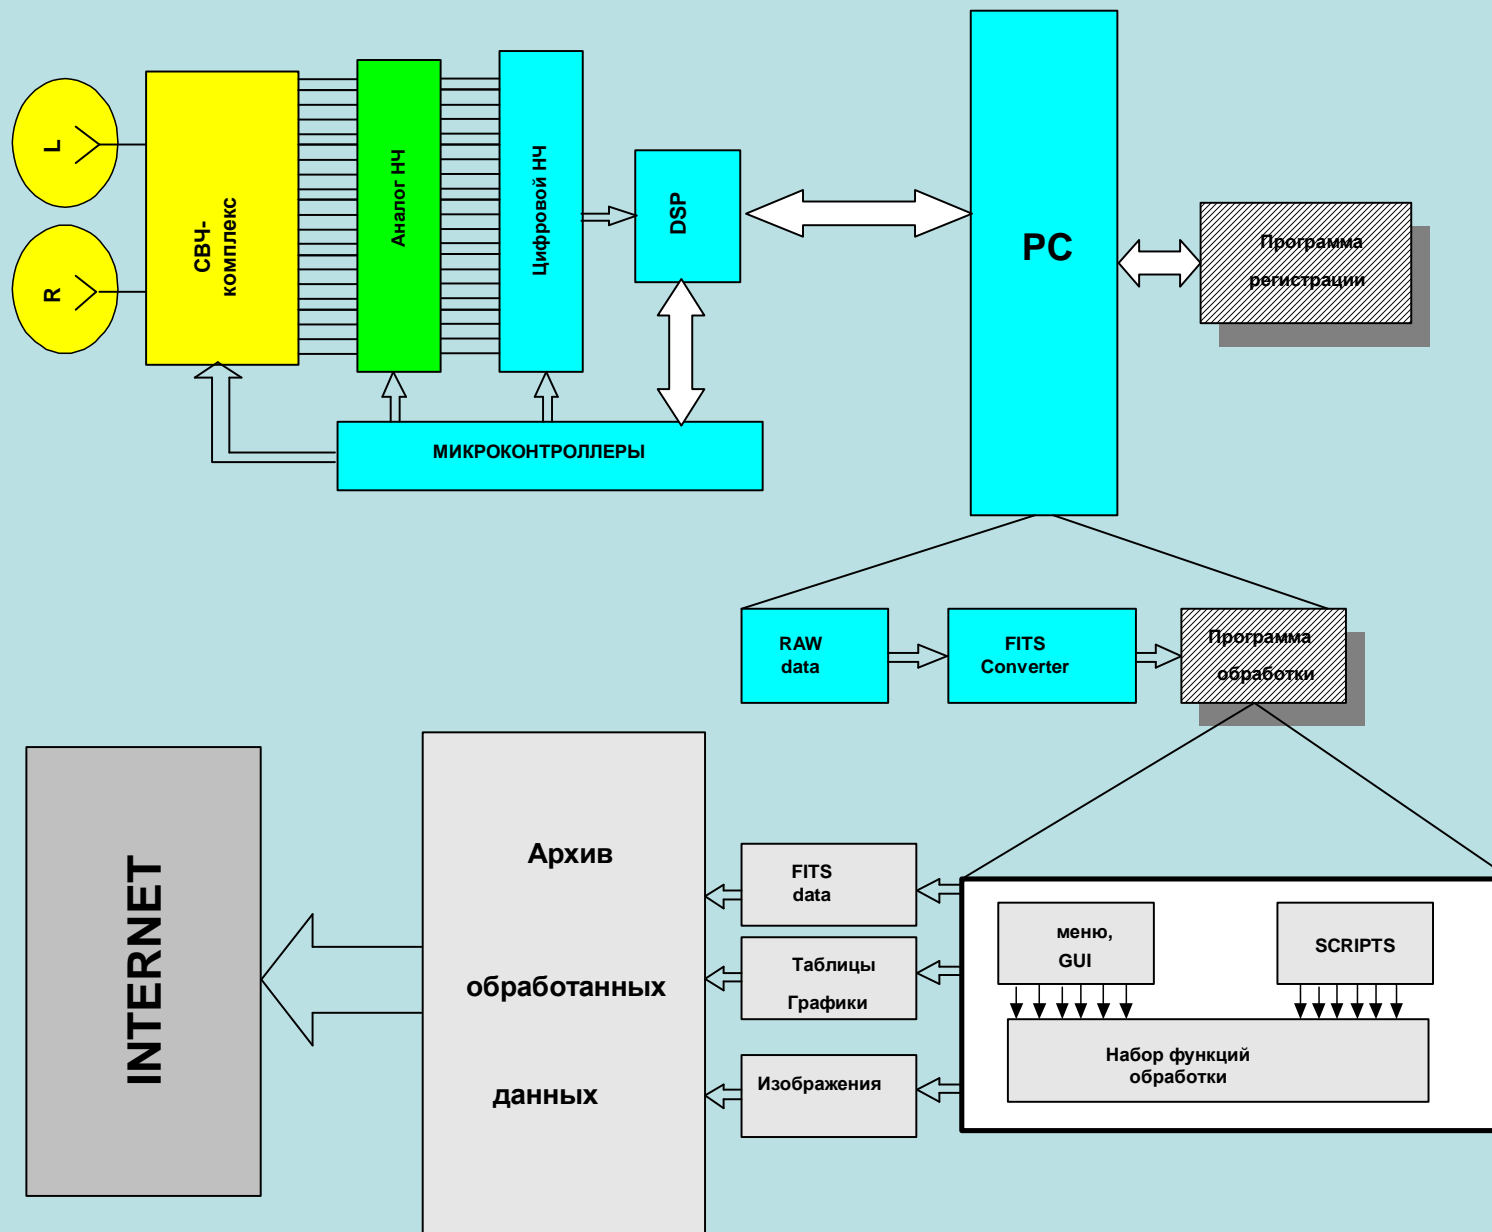 L
R
СВЧ-
комплекс
Аналог НЧ
Цифровой НЧ
DSP
PC
Программа
регистрации
МИКРОКОНТРОЛЛЕРЫ
RAW
data
FITS
Converter
Программа
обработки
INTERNET
Архив
обработанных
данных
FITS
data
Таблицы
Графики
Изображения
меню,
GUI
SCRIPTS
Набор функций
обработки